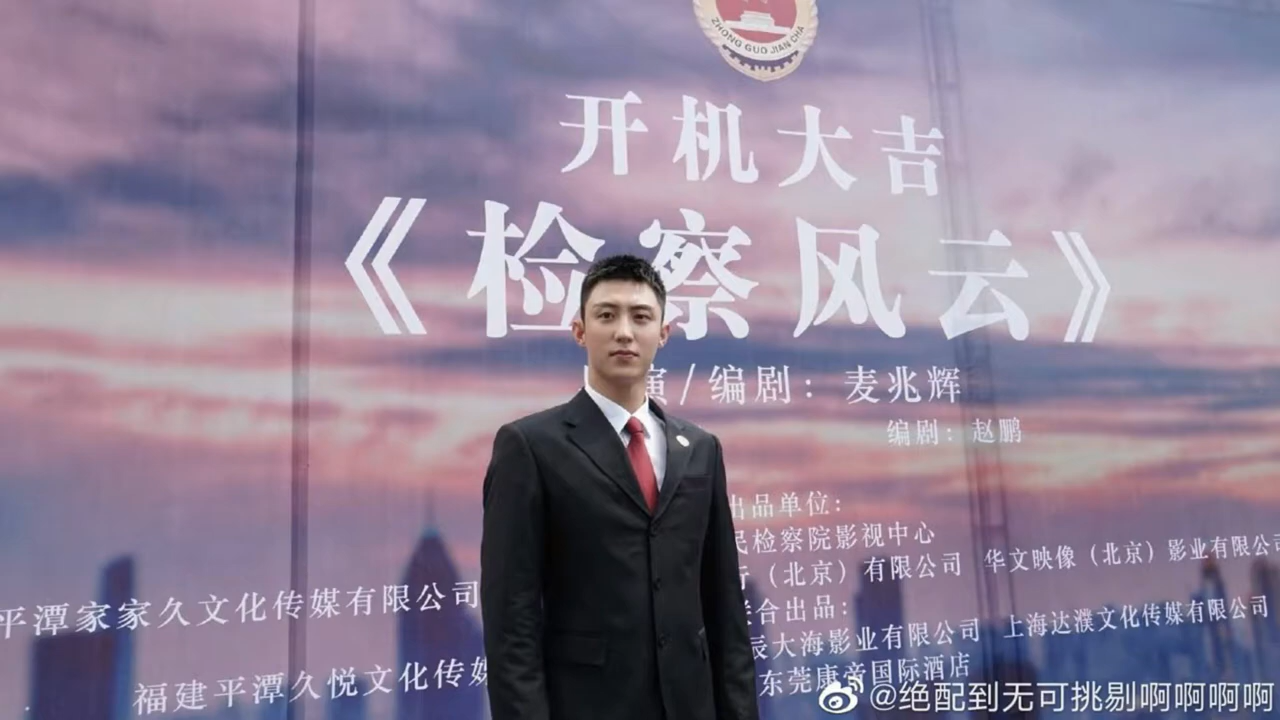 ZHONG GUO JIAN CHA
开机大吉
《检察风云》
演/编剧：麦兆辉
编剧：赵鹏
出品单位：
民检察院影视中心
（北京）有限公司 华文映像（北京）影业有限公司
平潭家家久文化传媒有限公司
联合出品：
辰大海影业有限公司 上海达濮文化传媒有限公司
福建平潭久悦文化传媒
东莞康帝国际酒店
@绝配到无可挑剔啊啊啊啊